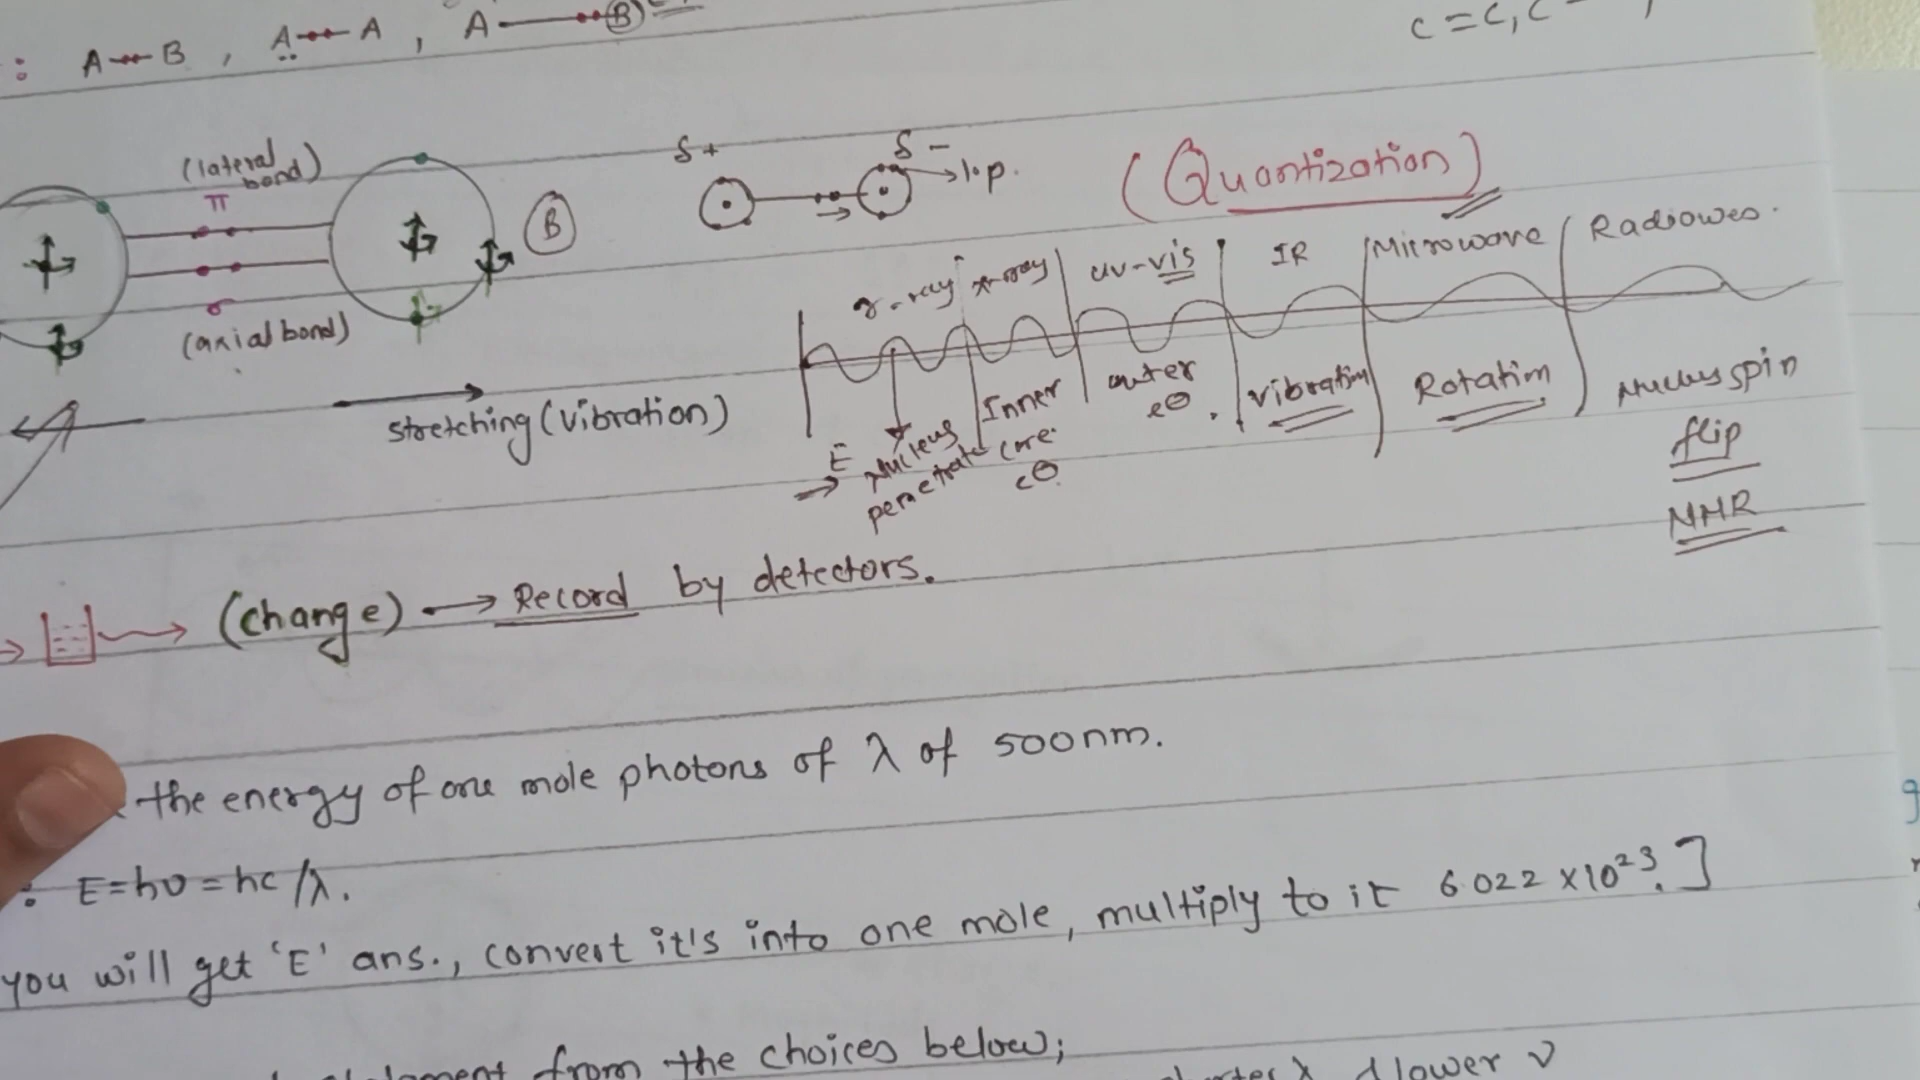 : A B , A A , A B
c=c, c
(lateral bond)
π
σ
(axial bond)
B
δ+ δ-
l.p.
(Quantization)
γ-ray x-ray uv-vis IR Microwave Radiowes.
E Nucleus penetrate Inner core e⊖ outer e⊖. Vibration Rotation Nucleus spin
flip
NMR
stretching (Vibration)
(change) → Record by detectors.
the energy of one mole photons of λ of 500nm.
: E=hυ=hc/λ.
you will get 'E' ans., convert it's into one mole, multiply to it 6.022 x10²³.]
from the choices below;
λ lower ν